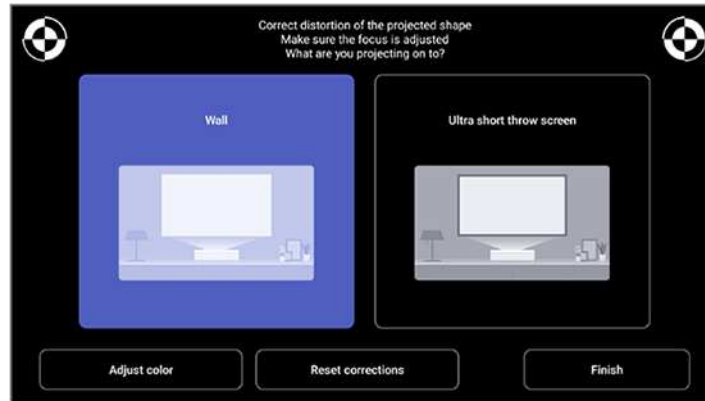 Correct distortion of the projected shape
Make sure the focus is adjusted
What are you projecting on to?
Wall
Ultra short throw screen
Adjust color
Reset corrections
Finish